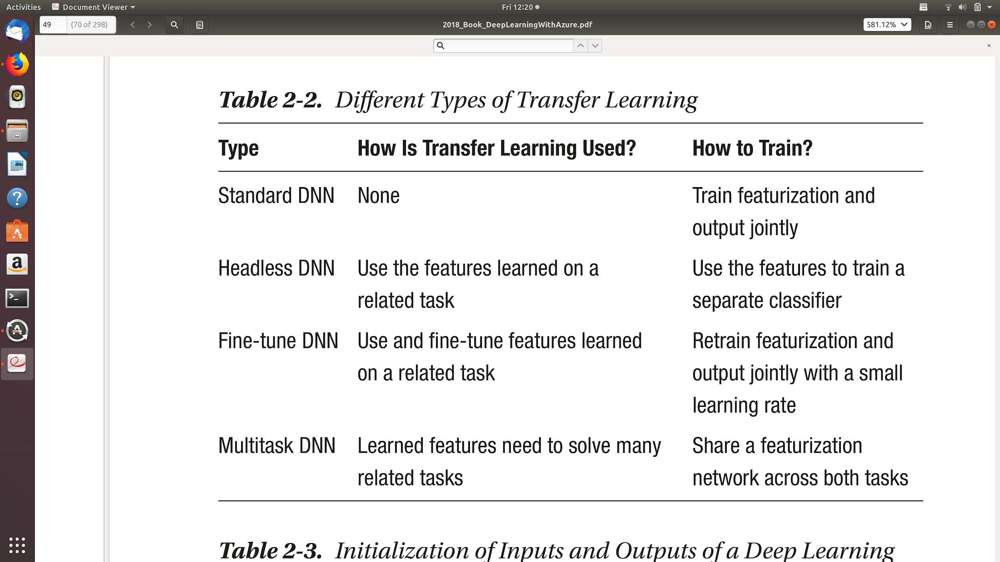 Activities Document Viewer Fri 12:20
49 (70 of 298) 2018_Book_DeepLearningWithAzure.pdf 581.12%
Table 2-2. Different Types of Transfer Learning
Type How Is Transfer Learning Used? How to Train?
Standard DNN None Train featurization and
output jointly
Headless DNN Use the features learned on a Use the features to train a
related task separate classifier
Fine-tune DNN Use and fine-tune features learned Retrain featurization and
on a related task output jointly with a small
learning rate
Multitask DNN Learned features need to solve many Share a featurization
related tasks network across both tasks
Table 2-3. Initialization of Inputs and Outputs of a Deep Learning